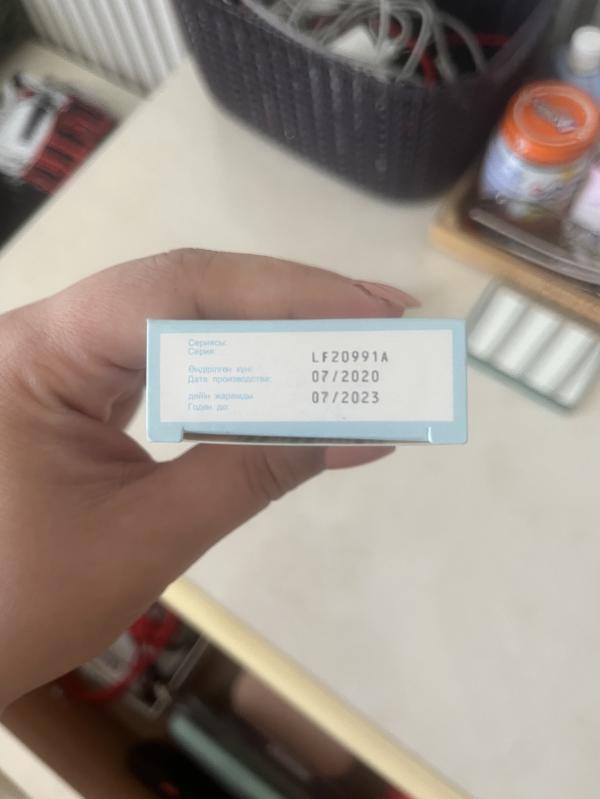 Сериясы:
Серия: LF20991A
Өндірілген күні:
Дата производства: 07/2020
дейін жарамды 07/2023
Годен до: